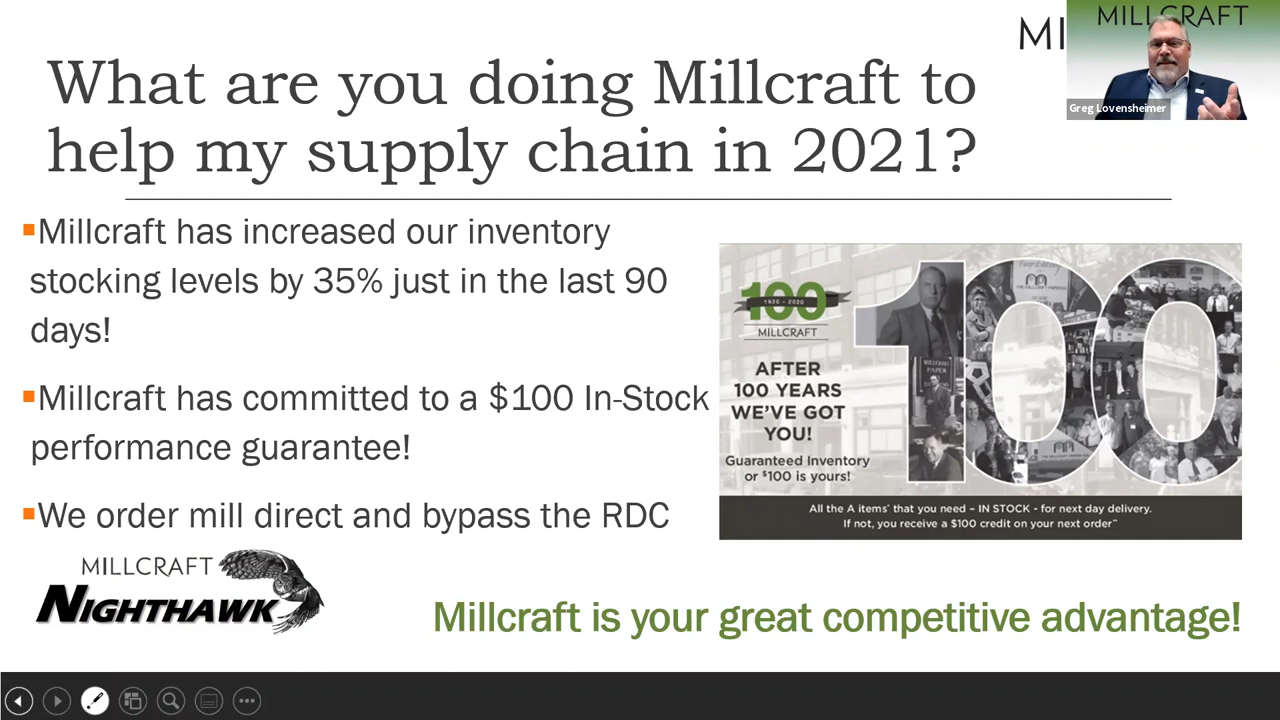 MI
MILLCRAFT
Greg Lovensheimer
What are you doing Millcraft to
help my supply chain in 2021?
Millcraft has increased our inventory
stocking levels by 35% just in the last 90
days!
Millcraft has committed to a $100 In-Stock
performance guarantee!
We order mill direct and bypass the RDC
MILLCRAFT
NIGHTHAWK
100
1920 - 2020
MILLCRAFT
AFTER
100 YEARS
WE'VE GOT
YOU!
Guaranteed Inventory
or $100 is yours!
100
MILLCRAFT
PAPER
All the A items* that you need – IN STOCK - for next day delivery.
If not, you receive a $100 credit on your next order**
Millcraft is your great competitive advantage!